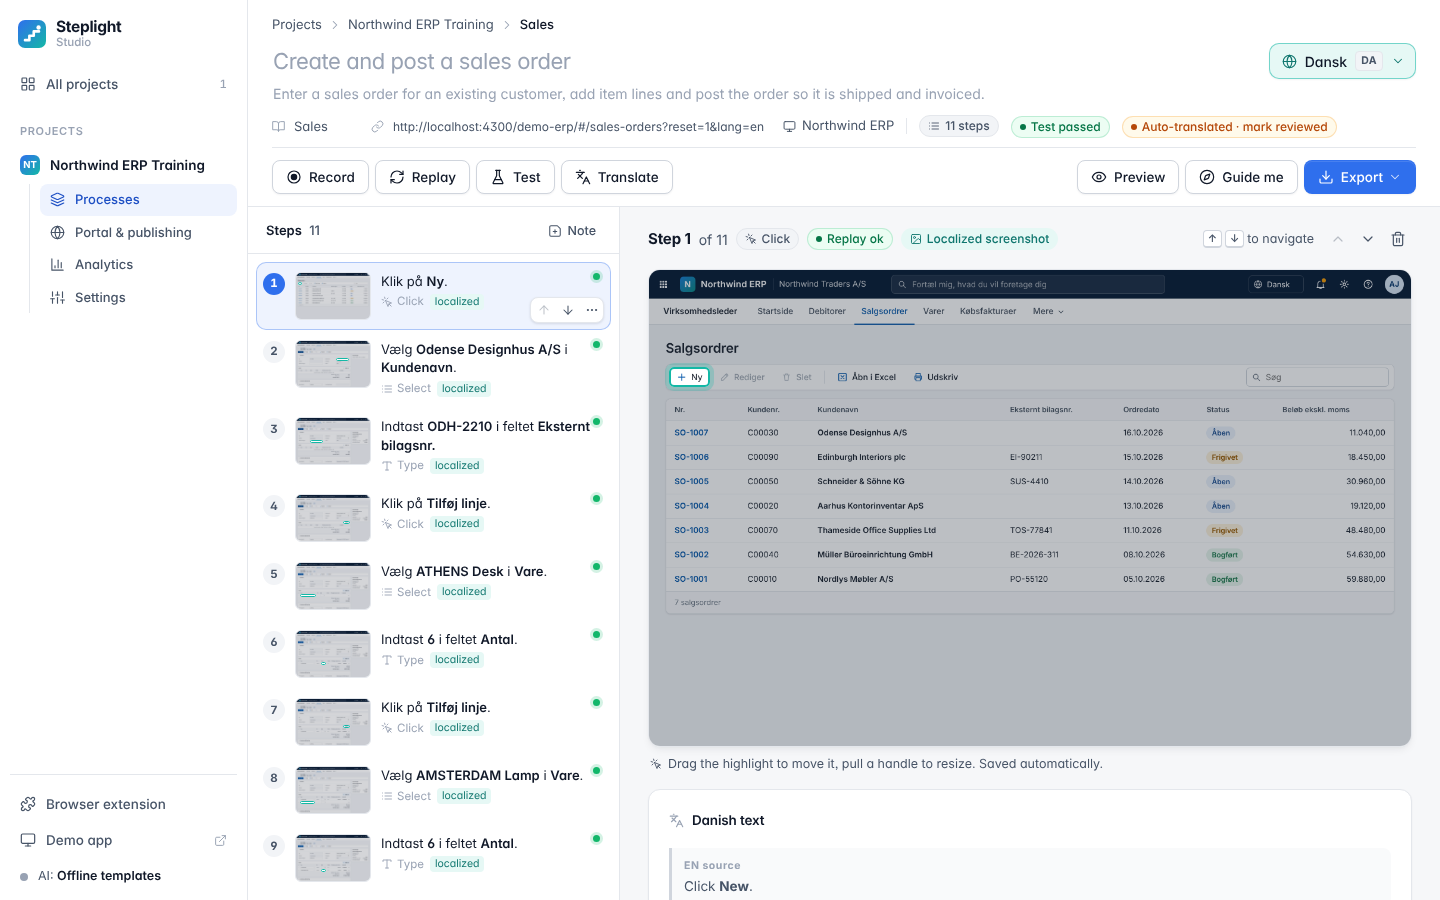 Steplight
Studio
All projects 1
PROJECTS
NT Northwind ERP Training
Processes
Portal & publishing
Analytics
Settings
Browser extension
Demo app
AI: Offline templates
Projects > Northwind ERP Training > Sales
Create and post a sales order
Dansk DA
Enter a sales order for an existing customer, add item lines and post the order so it is shipped and invoiced.
Sales http://localhost:4300/demo-erp/#/sales-orders?reset=1&lang=en Northwind ERP 11 steps Test passed Auto-translated · mark reviewed
Record Replay Test Translate Preview Guide me Export
Steps 11 Note
1 Klik på Ny.
Click localized
2 Vælg Odense Designhus A/S i
Kundenavn.
Select localized
3 Indtast ODH-2210 i feltet Eksternt
bilagsnr.
Type localized
4 Klik på Tilføj linje.
Click localized
5 Vælg ATHENS Desk i Vare.
Select localized
6 Indtast 6 i feltet Antal.
Type localized
7 Klik på Tilføj linje.
Click localized
8 Vælg AMSTERDAM Lamp i Vare.
Select localized
9 Indtast 6 i feltet Antal.
Type localized
Step 1 of 11 Click Replay ok Localized screenshot ↑ ↓ to navigate
N Northwind ERP Northwind Traders A/S Fortæl mig, hvad du vil foretage dig Dansk AJ
Virksomhedsleder Startside Debitorer Salgsordrer Varer Købsfakturaer Mere
Salgsordrer
+ Ny Rediger Slet Åbn i Excel Udskriv Søg
Nr. Kundenr. Kundenavn Eksternt bilagsnr. Ordredato Status Beløb ekskl. moms
SO-1007 C00030 Odense Designhus A/S 16.10.2026 Åben 11.040,00
SO-1006 C00090 Edinburgh Interiors plc EI-90211 15.10.2026 Frigivet 18.450,00
SO-1005 C00050 Schneider & Söhne KG SUS-4410 14.10.2026 Åben 30.960,00
SO-1004 C00020 Aarhus Kontorinventar ApS 13.10.2026 Åben 19.120,00
SO-1003 C00070 Thameside Office Supplies Ltd TOS-77841 11.10.2026 Frigivet 48.480,00
SO-1002 C00040 Müller Büroeinrichtung GmbH BE-2026-311 08.10.2026 Bogført 54.630,00
SO-1001 C00010 Nordlys Møbler A/S PO-55120 05.10.2026 Bogført 59.880,00
7 salgsordrer
Drag the highlight to move it, pull a handle to resize. Saved automatically.
Danish text
EN source
Click New.